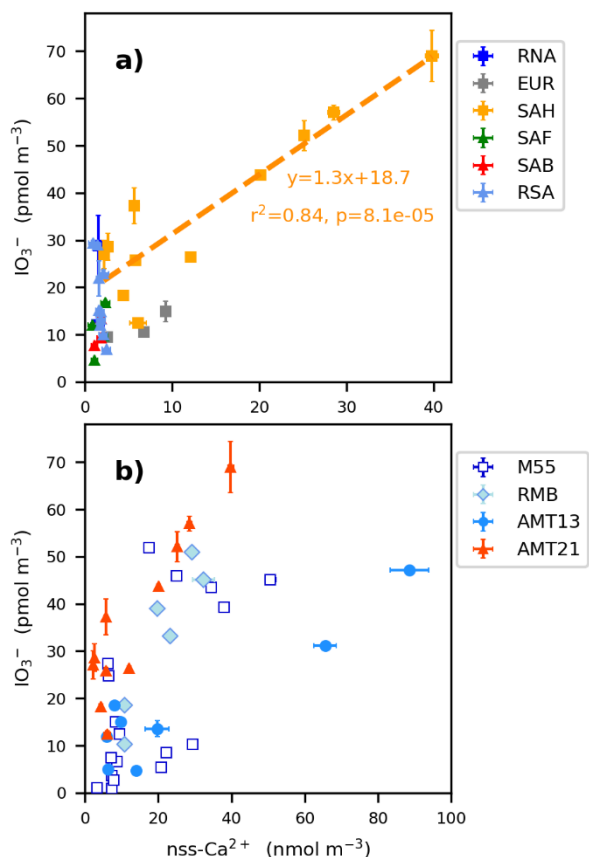 a)
70
60
50
40
30
20
10
0
IO₃⁻ (pmol m⁻³)
y=1.3x+18.7
r²=0.84, p=8.1e-05
0 10 20 30 40
RNA
EUR
SAH
SAF
SAB
RSA
b)
70
60
50
40
30
20
10
0
IO₃⁻ (pmol m⁻³)
0 20 40 60 80 100
nss-Ca²⁺ (nmol m⁻³)
M55
RMB
AMT13
AMT21